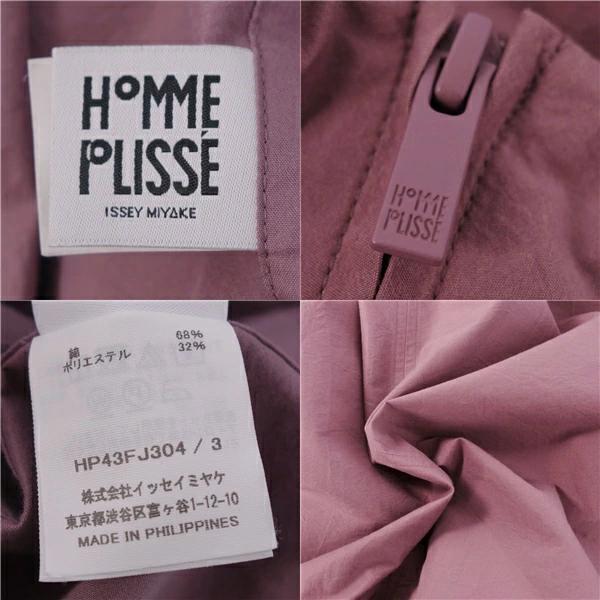 HOMME
PLISSÉ
ISSEY MIYAKE
HOMME
PLISSÉ
綿 68%
ポリエステル 32%
HP43FJ304 / 3
株式会社イッセイミヤケ
東京都渋谷区富ヶ谷1-12-10
MADE IN PHILIPPINES